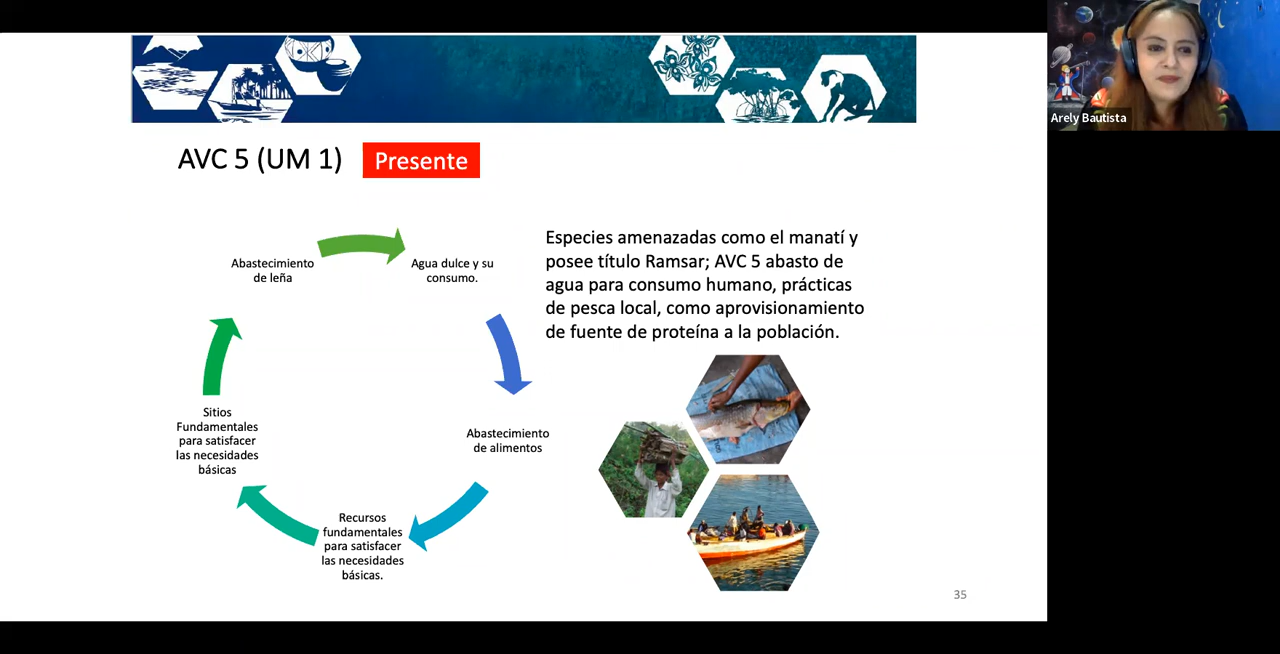 Arely Bautista
AVC 5 (UM 1)
Presente
Abastecimiento
de leña
Agua dulce y su
consumo.
Abastecimiento
de alimentos
Recursos
fundamentales
para satisfacer
las necesidades
básicas.
Sitios
Fundamentales
para satisfacer
las necesidades
básicas
Especies amenazadas como el manatí y
posee título Ramsar; AVC 5 abasto de
agua para consumo humano, prácticas
de pesca local, como aprovisionamiento
de fuente de proteína a la población.
35